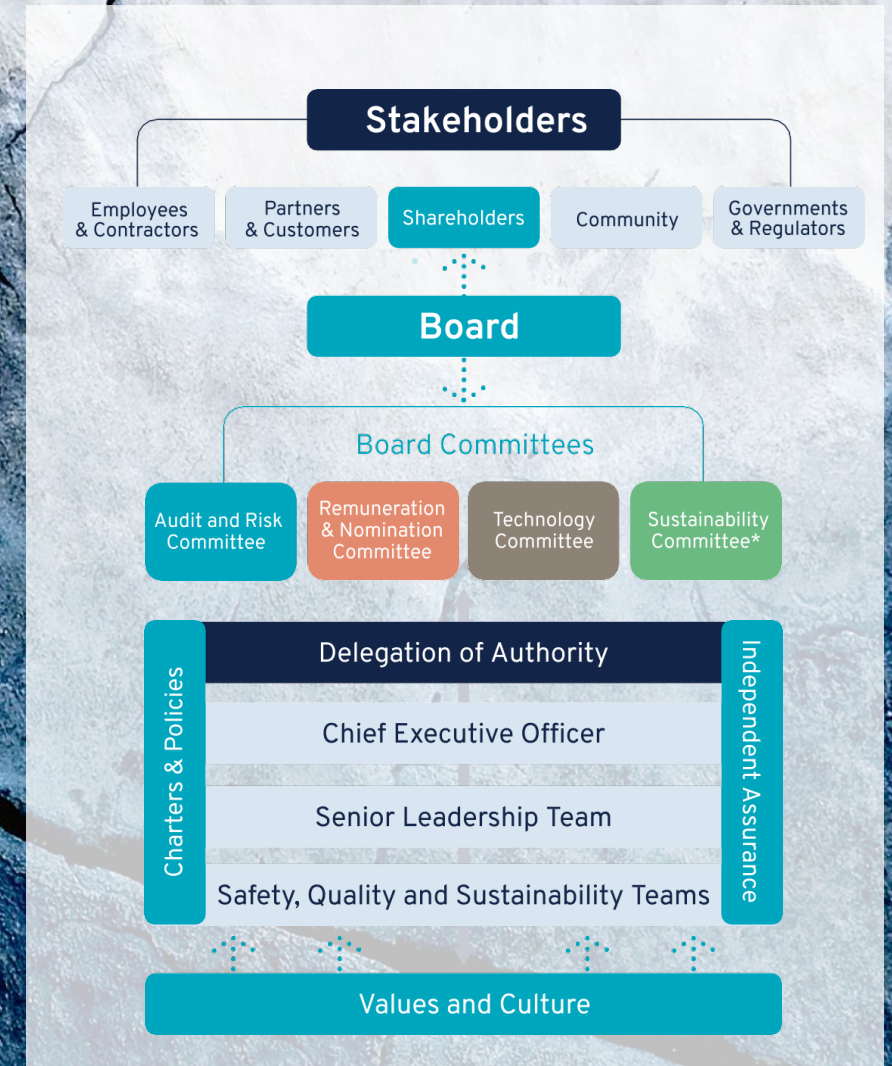 Stakeholders
Employees
& Contractors
Partners
& Customers
Shareholders
Community
Governments
& Regulators
Board
Board Committees
Audit and Risk
Committee
Remuneration
& Nomination
Committee
Technology
Committee
Sustainability
Committee*
Charters & Policies
Delegation of Authority
Chief Executive Officer
Senior Leadership Team
Safety, Quality and Sustainability Teams
Independent Assurance
Values and Culture